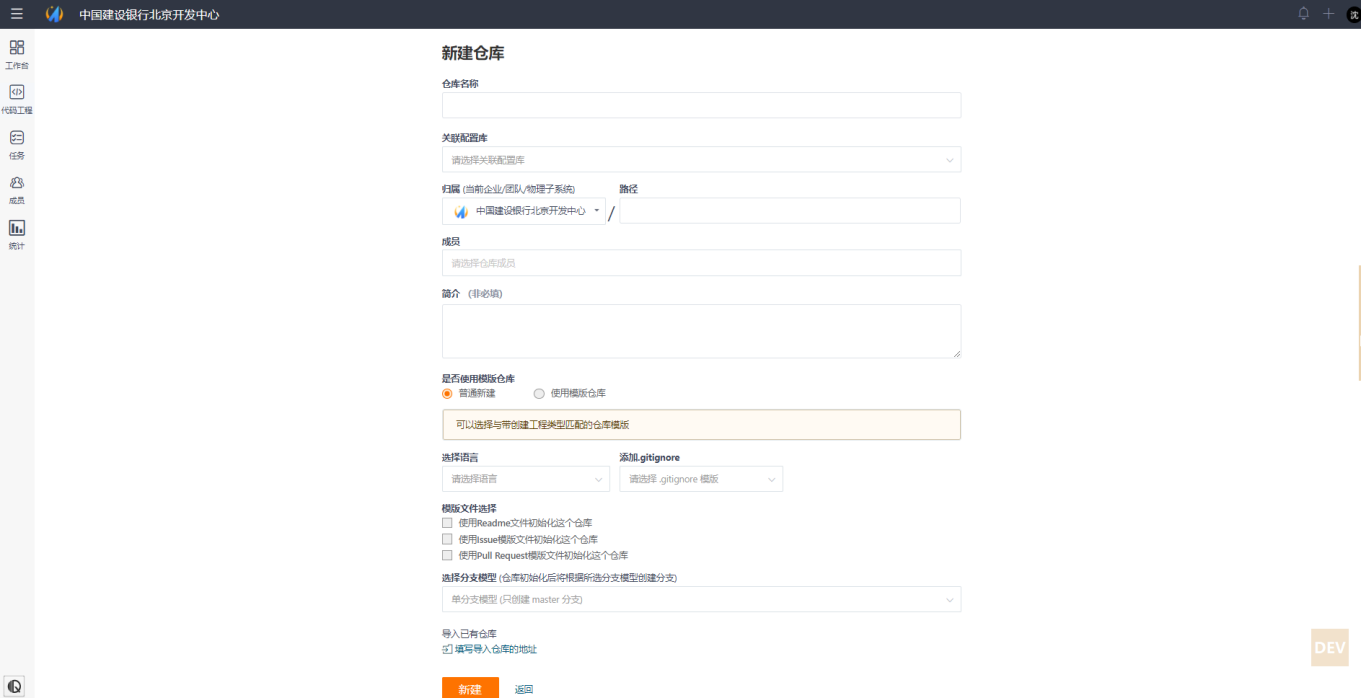 中国建设银行北京开发中心
沈
工作台
代码工程
任务
成员
统计
新建仓库
仓库名称
关联配置库
请选择关联配置库
归属 (当前企业/团队/物理子系统) 路径
中国建设银行北京开发中心 /
成员
请选择仓库成员
简介 (非必填)
是否使用模版仓库
普通新建 使用模版仓库
可以选择与带创建工程类型匹配的仓库模版
选择语言 添加.gitignore
请选择语言 请选择 .gitignore 模版
模版文件选择
使用Readme文件初始化这个仓库
使用Issue模版文件初始化这个仓库
使用Pull Request模版文件初始化这个仓库
选择分支模型 (仓库初始化后将根据所选分支模型创建分支)
单分支模型 (只创建 master 分支)
导入已有仓库
填写导入仓库的地址
新建 返回
DEV